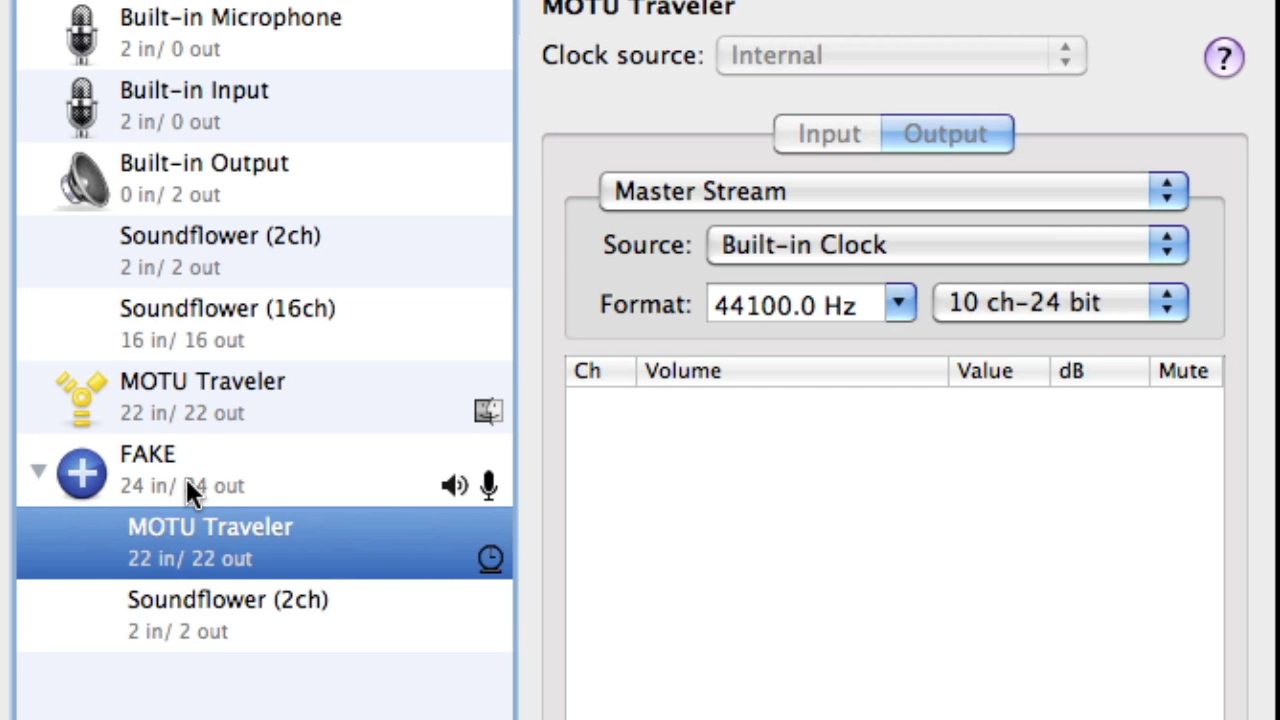 Built-in Microphone
2 in/ 0 out
Built-in Input
2 in/ 0 out
Built-in Output
0 in/ 2 out
Soundflower (2ch)
2 in/ 2 out
Soundflower (16ch)
16 in/ 16 out
MOTU Traveler
22 in/ 22 out
FAKE
24 in/ 24 out
MOTU Traveler
22 in/ 22 out
Soundflower (2ch)
2 in/ 2 out
MOTU Traveler
Clock source: Internal ?
Input Output
Master Stream
Source: Built-in Clock
Format: 44100.0 Hz 10 ch-24 bit
Ch Volume Value dB Mute